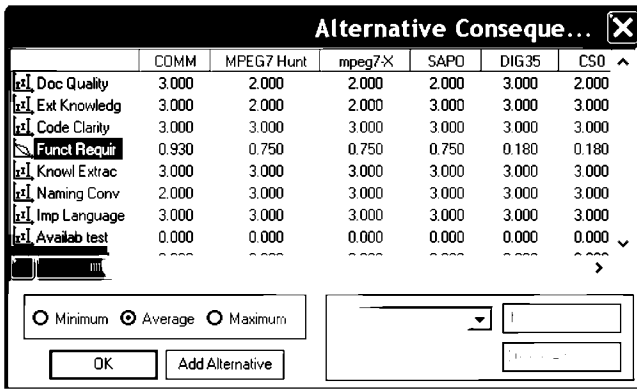 Alternative Conseque...
COMM MPEG7 Hunt mpeg7-X SAPO DIG35 CSO
Doc Quality 3.000 2.000 2.000 2.000 3.000 2.000
Ext Knowledg 3.000 2.000 2.000 3.000 3.000 3.000
Code Clarity 3.000 3.000 3.000 3.000 3.000 3.000
Funct Requir 0.930 0.750 0.750 0.750 0.180 0.180
Knowl Extrac 3.000 3.000 3.000 3.000 3.000 3.000
Naming Conv 2.000 3.000 3.000 3.000 3.000 3.000
Imp Language 3.000 3.000 3.000 3.000 3.000 3.000
Availab test 0.000 0.000 0.000 0.000 0.000 0.000
Minimum Average Maximum
OK Add Alternative